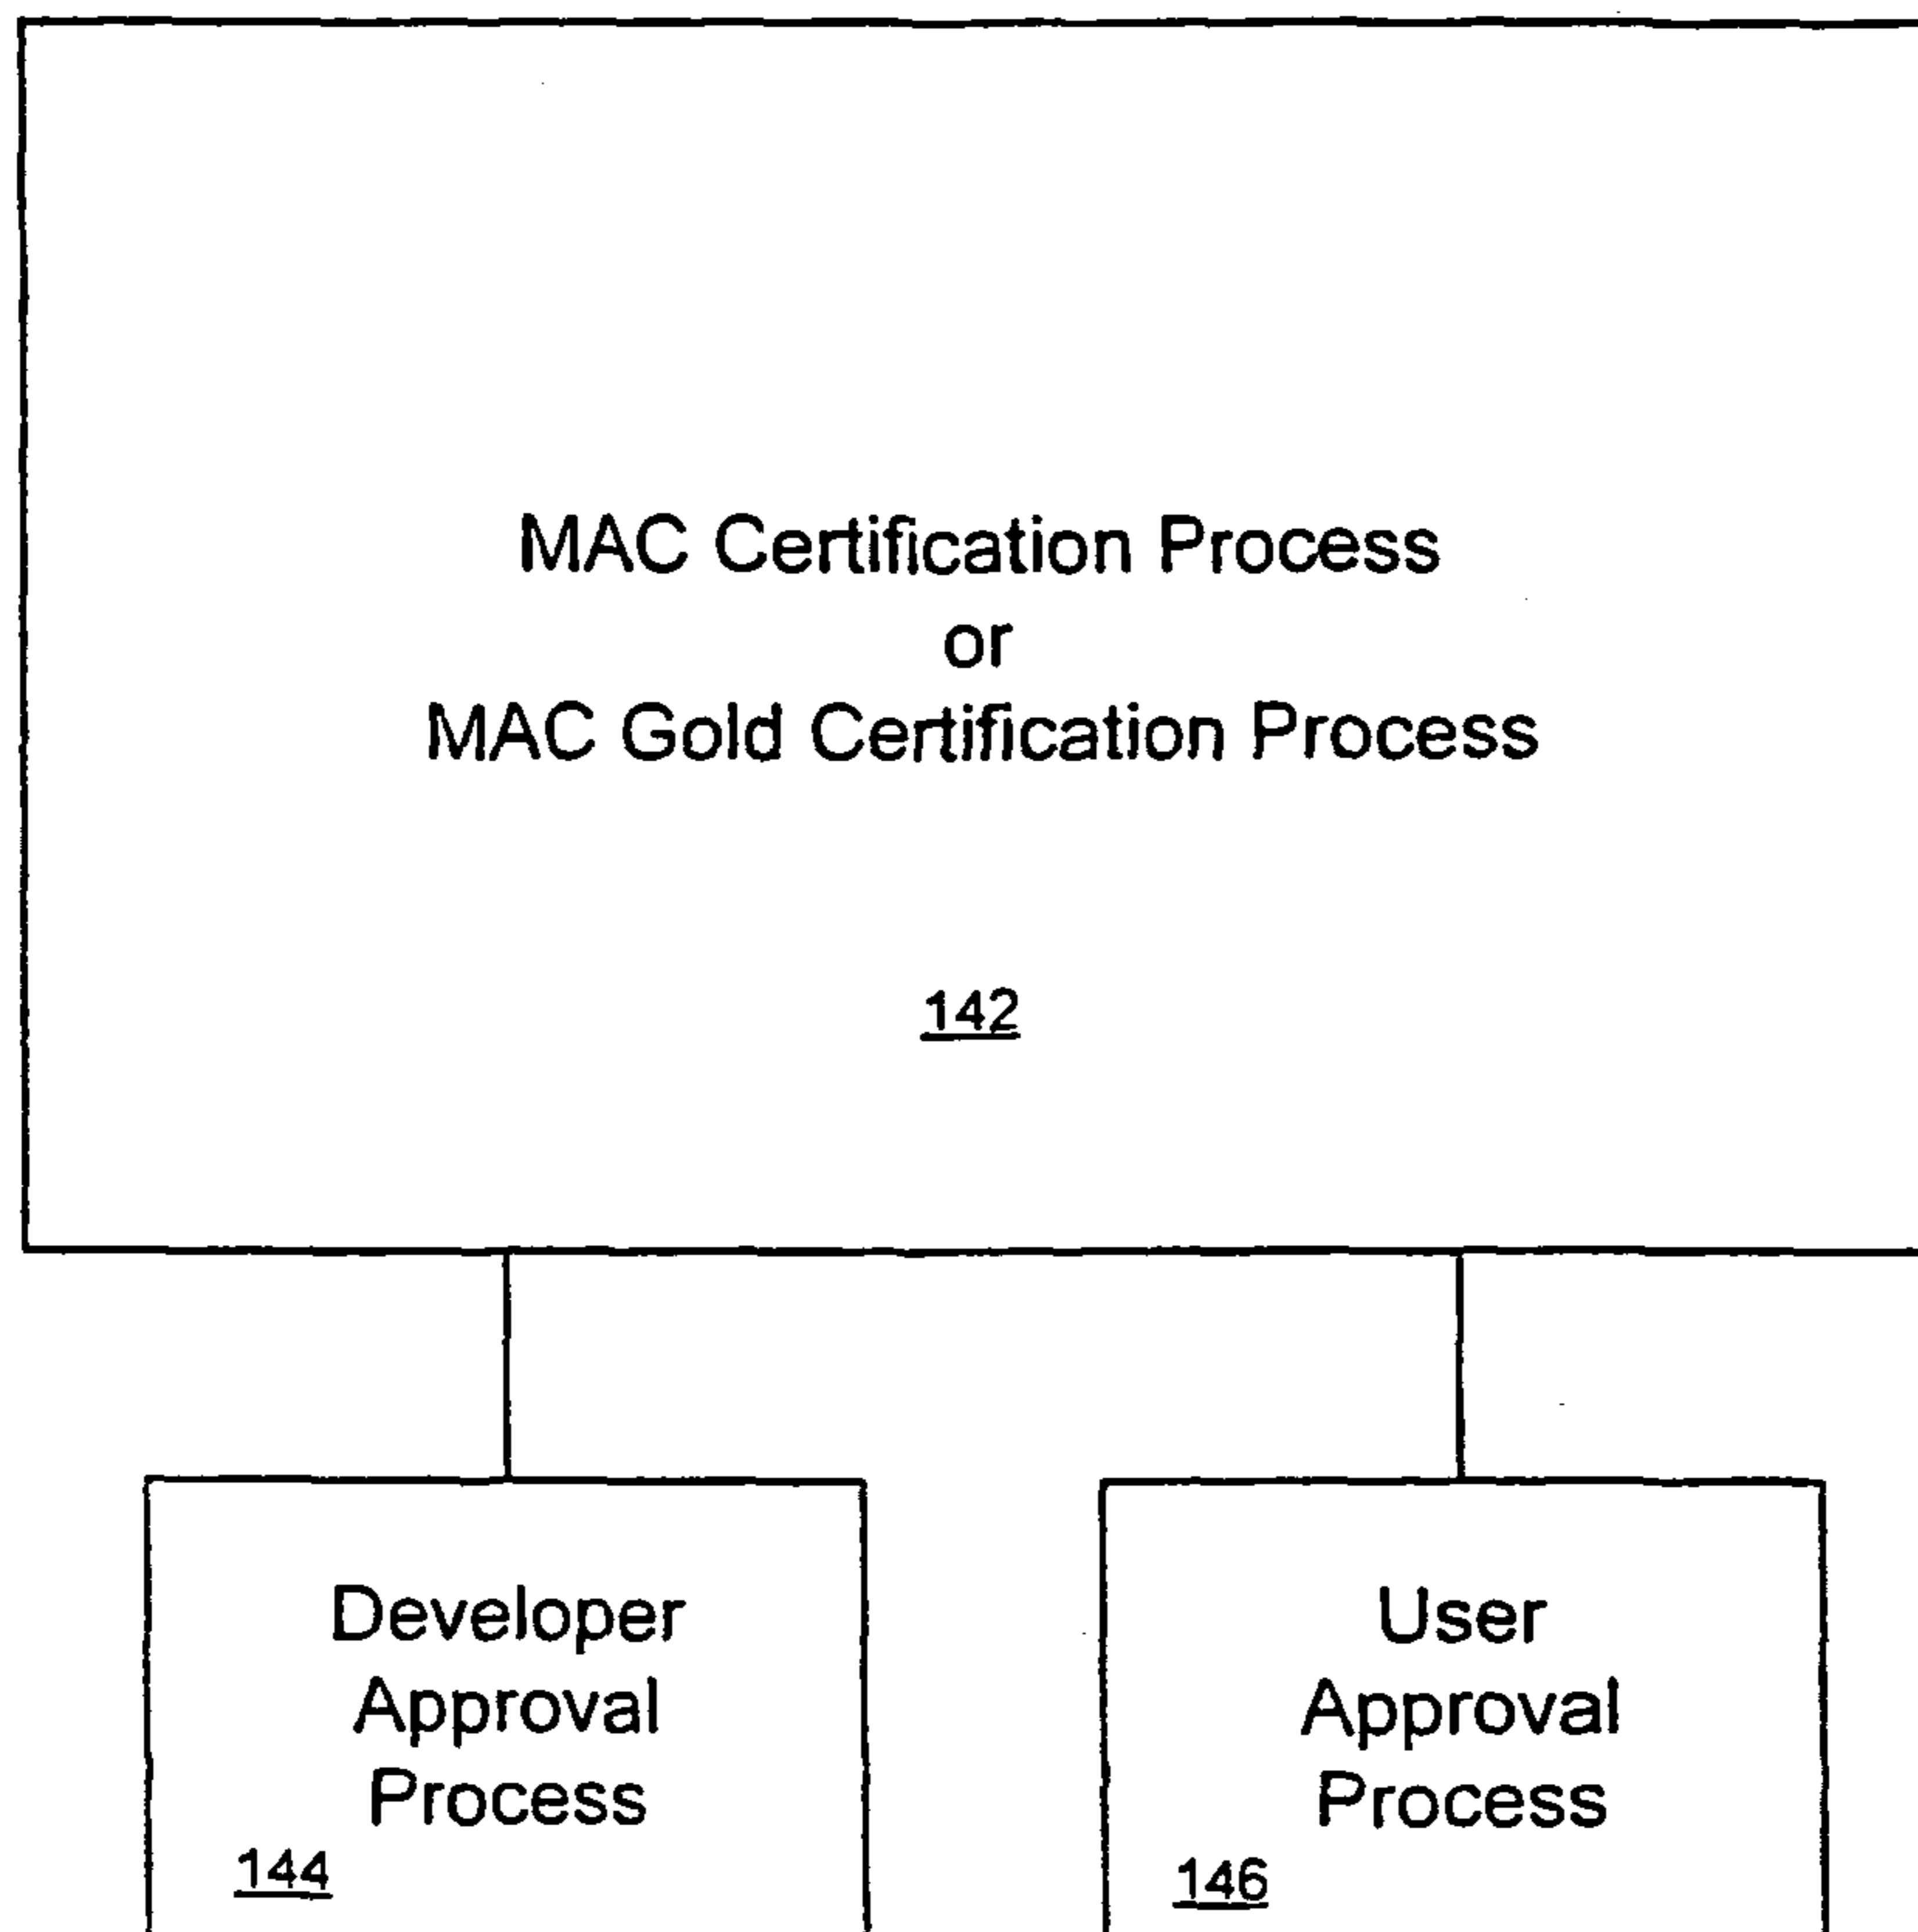 MAC Certification Process
or
MAC Gold Certification Process
142
Developer
Approval
Process
144
User
Approval
Process
146